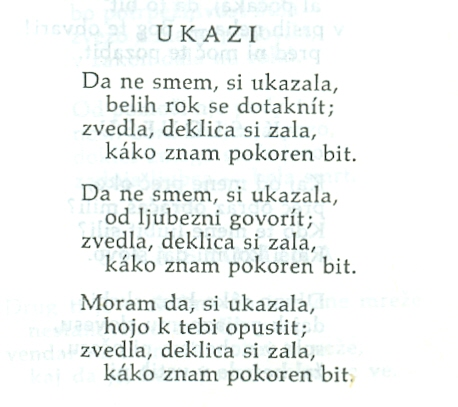 UKAZI
Da ne smem, si ukazala,
belih rok se dotaknít;
zvedla, deklica si zala,
káko znam pokoren bit.
Da ne smem, si ukazala,
od ljubezni govorít;
zvedla, deklica si zala,
káko znam pokoren bit.
Moram da, si ukazala,
hojo k tebi opustit;
zvedla, deklica si zala,
káko znam pokoren bit.